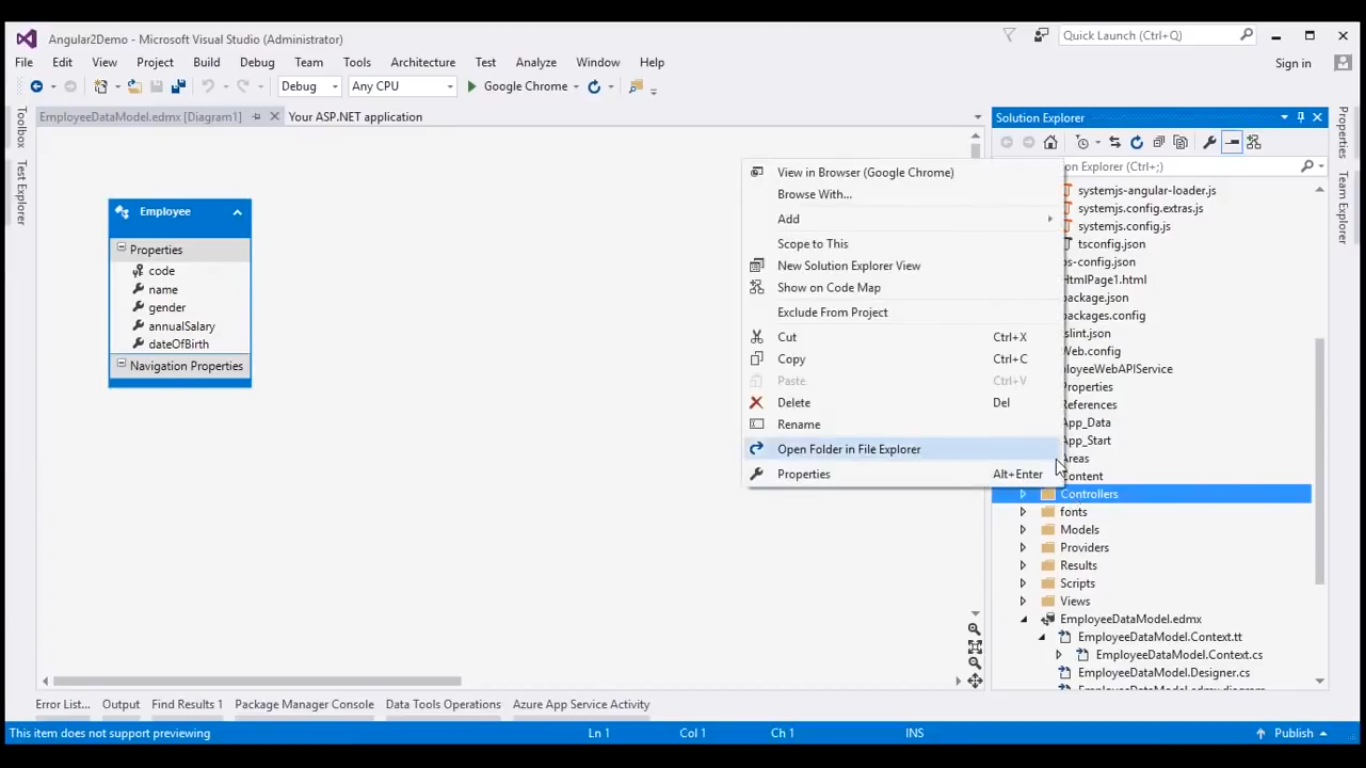 Angular2Demo - Microsoft Visual Studio (Administrator)
Quick Launch (Ctrl+Q)
File Edit View Project Build Debug Team Tools Architecture Test Analyze Window Help
Sign in
Debug Any CPU Google Chrome
Toolbox
Test Explorer
EmployeeDataModel.edmx [Diagram1] Your ASP.NET application
Employee
Properties
code
name
gender
annualSalary
dateOfBirth
Navigation Properties
View in Browser (Google Chrome)
Browse With...
Add
Scope to This
New Solution Explorer View
Show on Code Map
Exclude From Project
Cut Ctrl+X
Copy Ctrl+C
Paste Ctrl+V
Delete Del
Rename
Open Folder in File Explorer
Properties Alt+Enter
Solution Explorer
on Explorer (Ctrl+;)
systemjs-angular-loader.js
systemjs.config.extras.js
systemjs.config.js
tsconfig.json
os-config.json
HtmlPage1.html
package.json
packages.config
slint.json
Web.config
oloyeeWebAPIService
Properties
References
App_Data
App_Start
Areas
Content
Controllers
fonts
Models
Providers
Results
Scripts
Views
EmployeeDataModel.edmx
EmployeeDataModel.Context.tt
EmployeeDataModel.Context.cs
EmployeeDataModel.Designer.cs
EmployeeDataModel.edmx.diagram
Properties
Team Explorer
Error List... Output Find Results 1 Package Manager Console Data Tools Operations Azure App Service Activity
This item does not support previewing Ln 1 Col 1 Ch 1 INS Publish